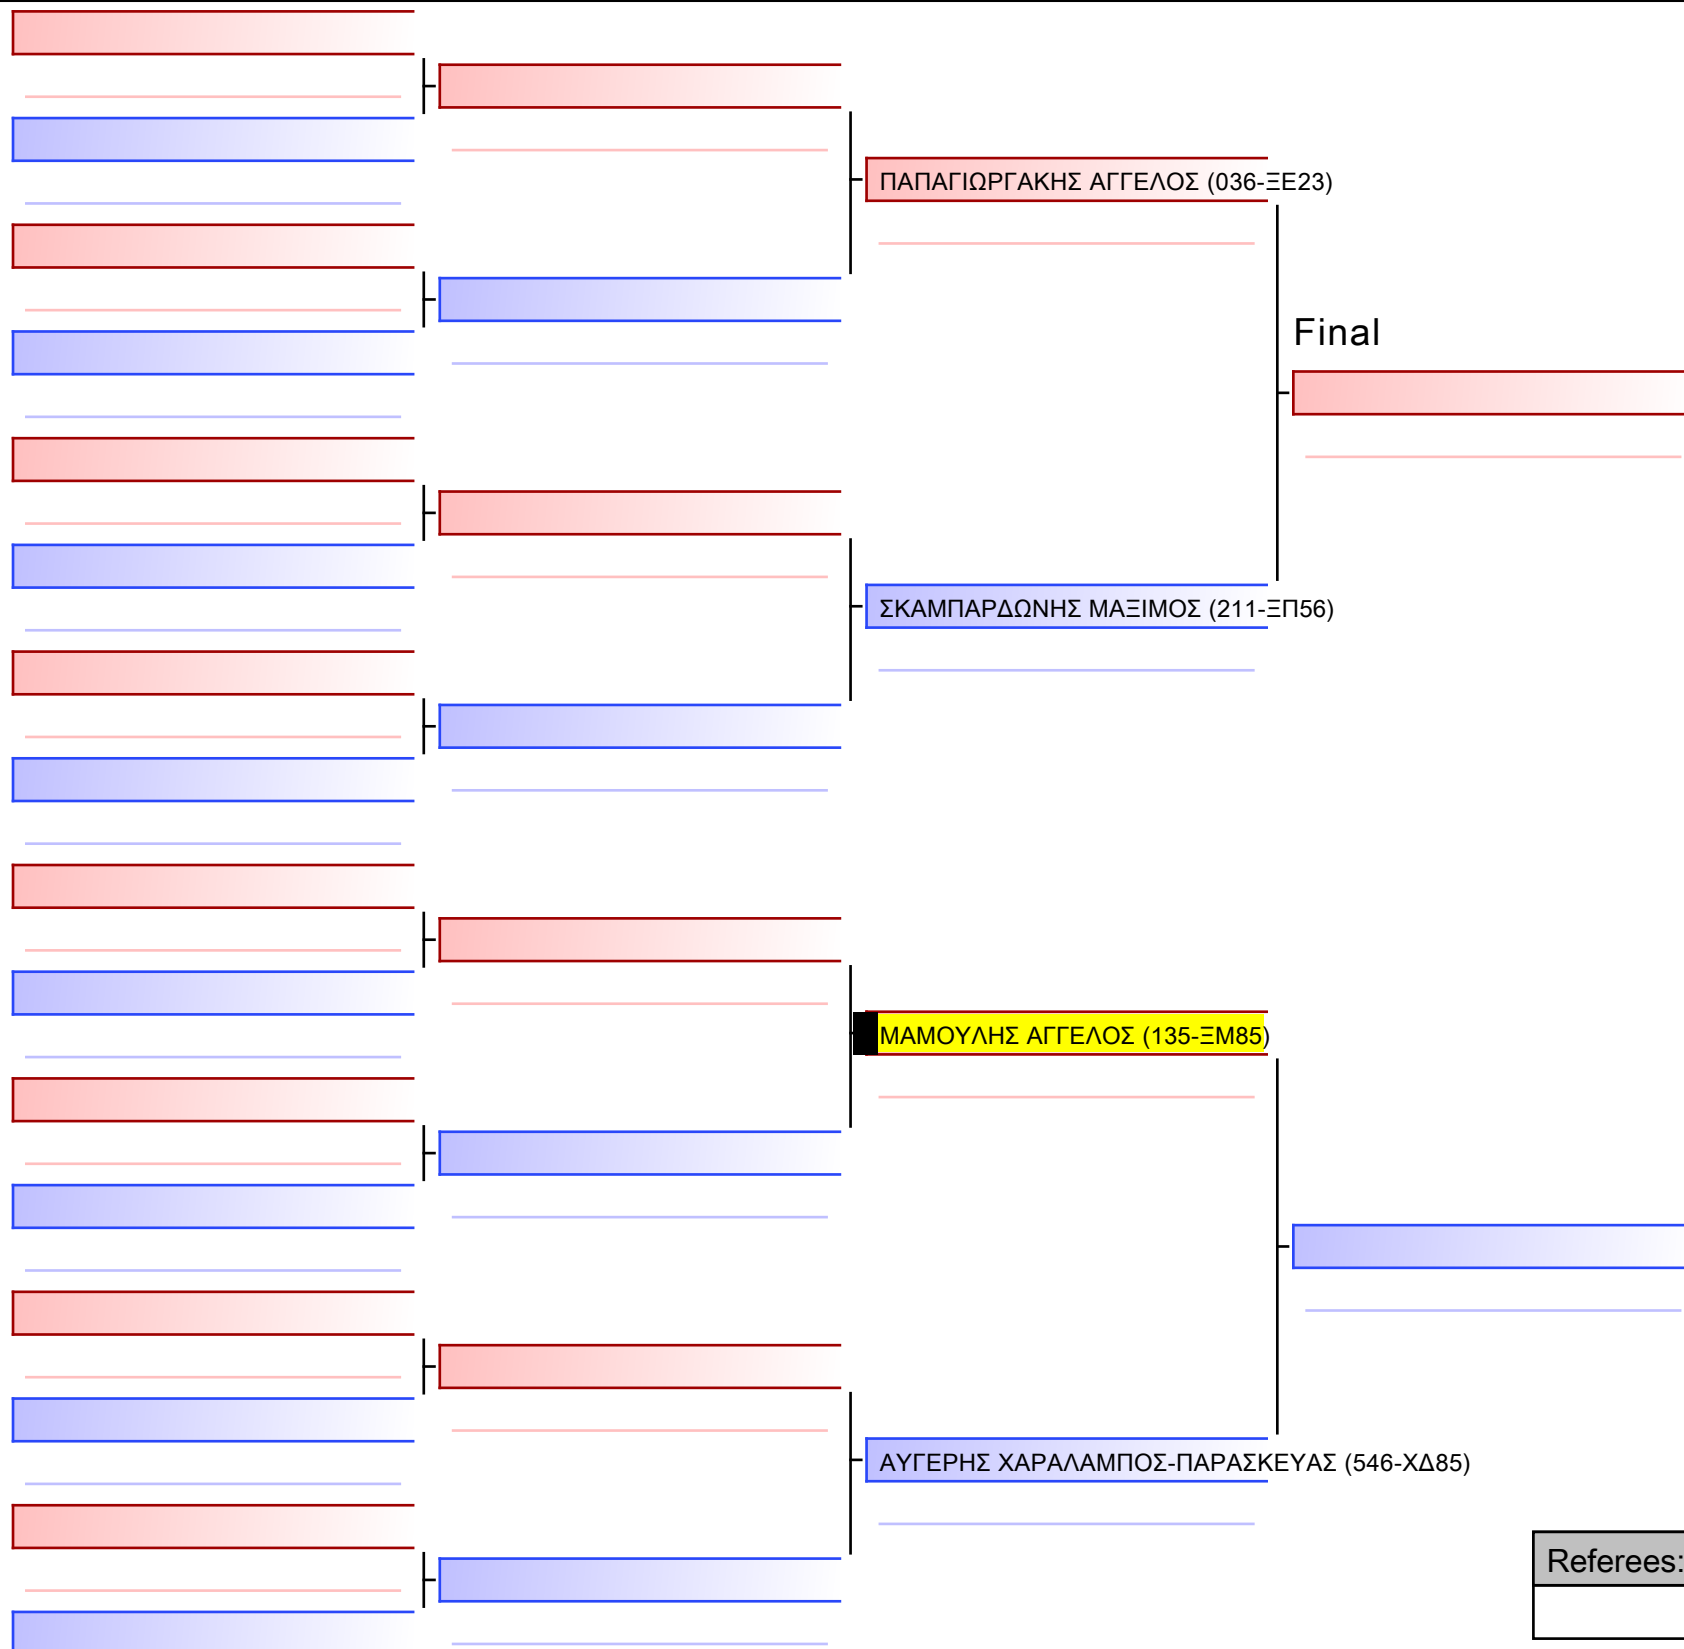 ΠΑΠΑΓΙΩΡΓΑΚΗΣ ΑΓΓΕΛΟΣ (036-ΞΕ23)
Final
ΣΚΑΜΠΑΡΔΩΝΗΣ ΜΑΞΙΜΟΣ (211-ΞΠ56)
ΜΑΜΟΥΛΗΣ ΑΓΓΕΛΟΣ (135-ΞΜ85)
ΑΥΓΕΡΗΣ ΧΑΡΑΛΑΜΠΟΣ-ΠΑΡΑΣΚΕΥΑΣ (546-ΧΔ85)
Referees: